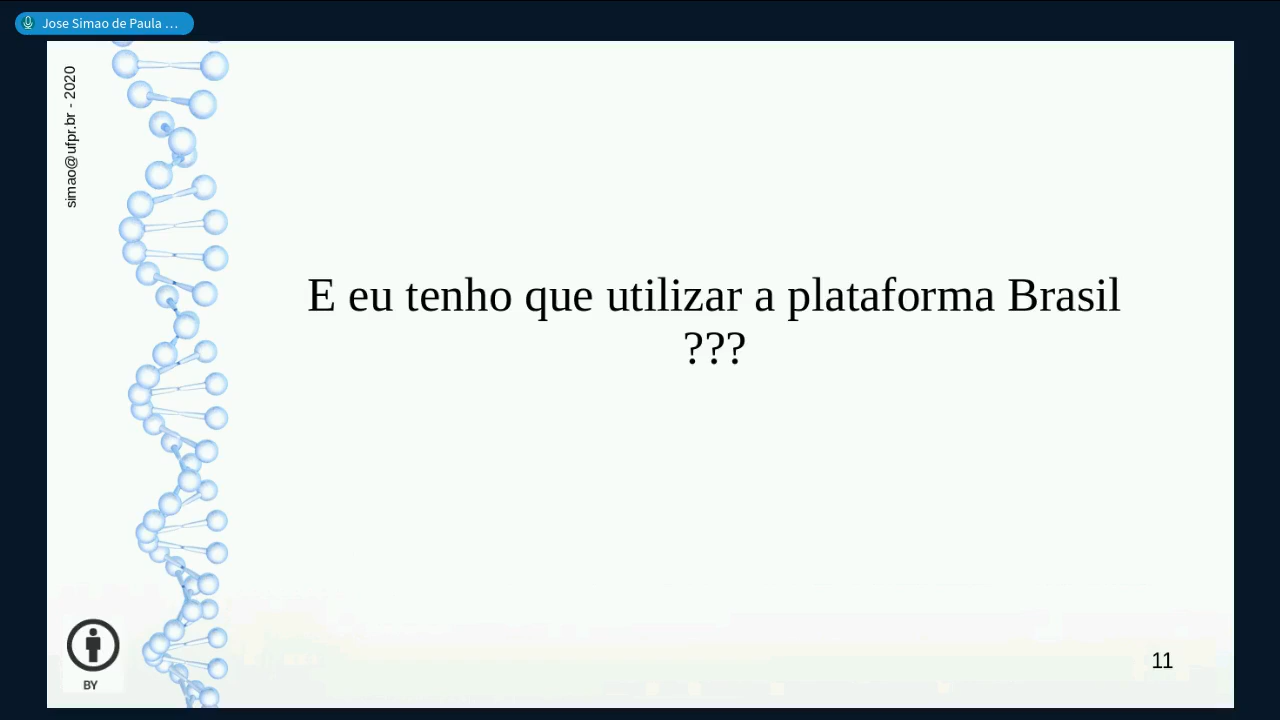 Jose Simao de Paula ...
simao@ufpr.br - 2020
E eu tenho que utilizar a plataforma Brasil
???
BY
11